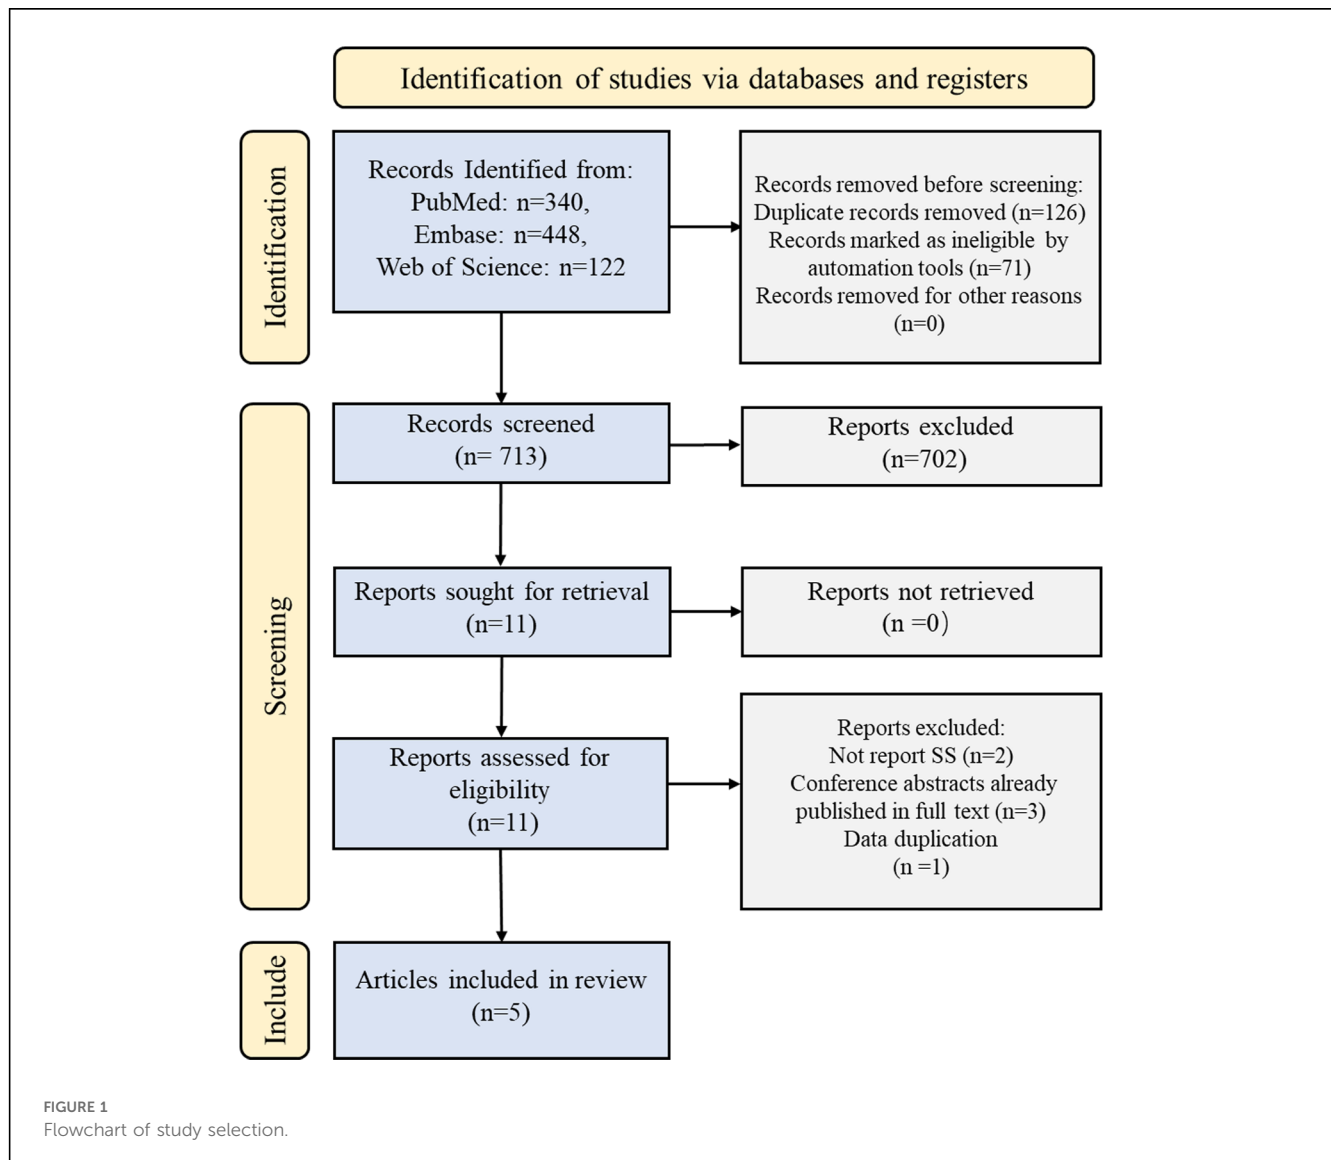 Identification of studies via databases and registers
Identification
Records Identified from:
PubMed: n=340,
Embase: n=448,
Web of Science: n=122
Records removed before screening:
Duplicate records removed (n=126)
Records marked as ineligible by
automation tools (n=71)
Records removed for other reasons
(n=0)
Screening
Records screened
(n= 713)
Reports excluded
(n=702)
Reports sought for retrieval
(n=11)
Reports not retrieved
(n =0)
Reports assessed for
eligibility
(n=11)
Reports excluded:
Not report SS (n=2)
Conference abstracts already
published in full text (n=3)
Data duplication
(n =1)
Include
Articles included in review
(n=5)
FIGURE 1
Flowchart of study selection.